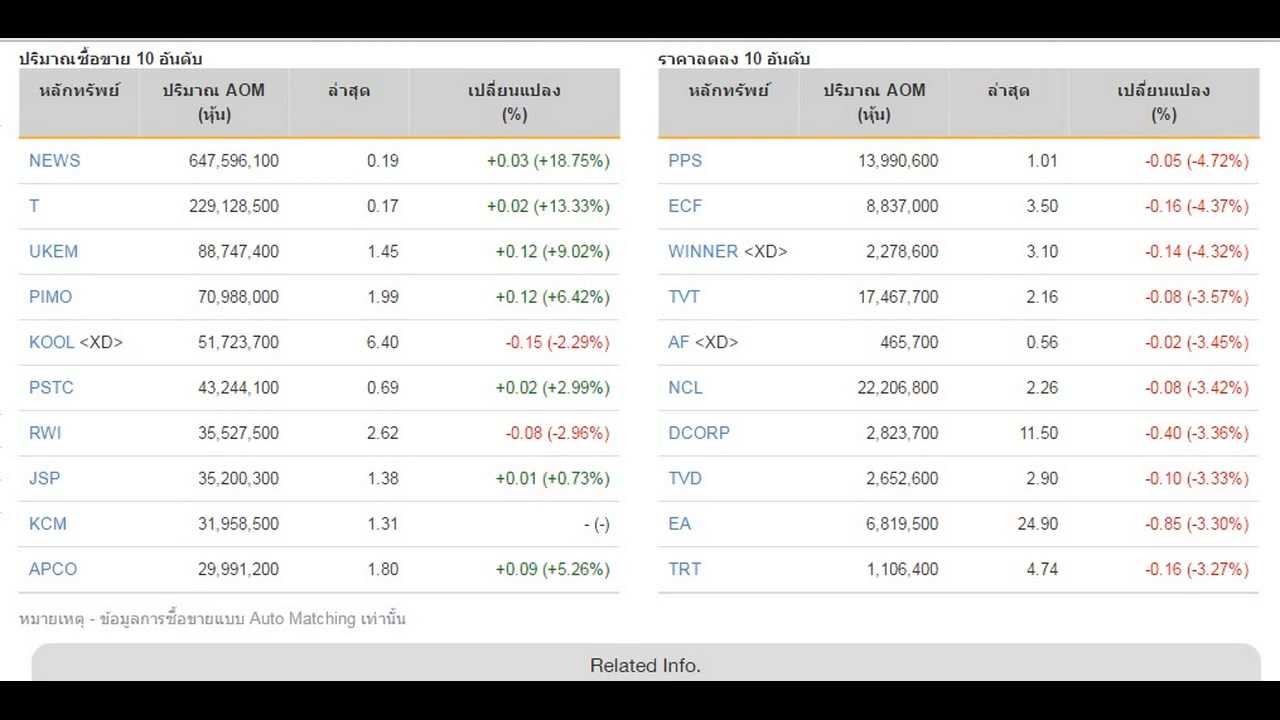 ปริมาณซื้อขาย 10 อันดับ
หลักทรัพย์ ปริมาณ AOM (หุ้น) ล่าสุด เปลี่ยนแปลง (%)
NEWS 647,596,100 0.19 +0.03 (+18.75%)
T 229,128,500 0.17 +0.02 (+13.33%)
UKEM 88,747,400 1.45 +0.12 (+9.02%)
PIMO 70,988,000 1.99 +0.12 (+6.42%)
KOOL <XD> 51,723,700 6.40 -0.15 (-2.29%)
PSTC 43,244,100 0.69 +0.02 (+2.99%)
RWI 35,527,500 2.62 -0.08 (-2.96%)
JSP 35,200,300 1.38 +0.01 (+0.73%)
KCM 31,958,500 1.31 - (-)
APCO 29,991,200 1.80 +0.09 (+5.26%)
ราคาลดลง 10 อันดับ
หลักทรัพย์ ปริมาณ AOM (หุ้น) ล่าสุด เปลี่ยนแปลง (%)
PPS 13,990,600 1.01 -0.05 (-4.72%)
ECF 8,837,000 3.50 -0.16 (-4.37%)
WINNER <XD> 2,278,600 3.10 -0.14 (-4.32%)
TVT 17,467,700 2.16 -0.08 (-3.57%)
AF <XD> 465,700 0.56 -0.02 (-3.45%)
NCL 22,206,800 2.26 -0.08 (-3.42%)
DCORP 2,823,700 11.50 -0.40 (-3.36%)
TVD 2,652,600 2.90 -0.10 (-3.33%)
EA 6,819,500 24.90 -0.85 (-3.30%)
TRT 1,106,400 4.74 -0.16 (-3.27%)
หมายเหตุ - ข้อมูลการซื้อขายแบบ Auto Matching เท่านั้น
Related Info.